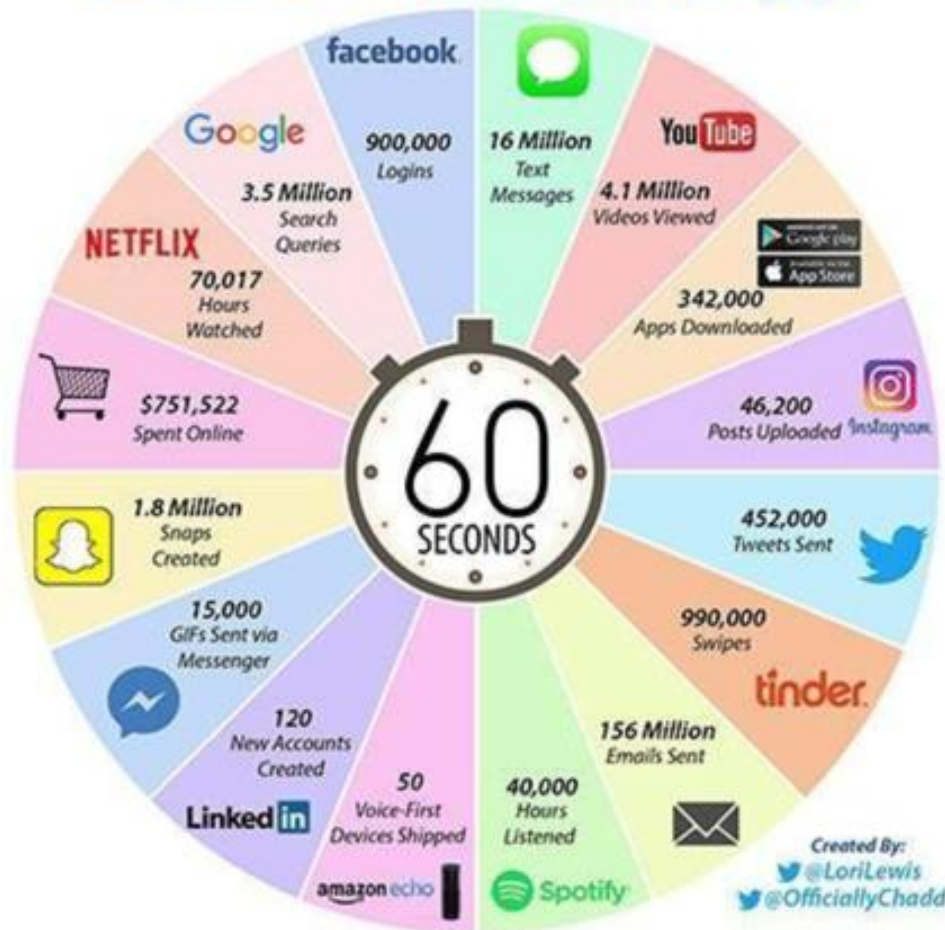 facebook
900,000
Logins
16 Million
Text
Messages
YouTube
4.1 Million
Videos Viewed
Google play
App Store
342,000
Apps Downloaded
Instagram
46,200
Posts Uploaded
452,000
Tweets Sent
990,000
Swipes
tinder
156 Million
Emails Sent
40,000
Hours
Listened
Spotify
50
Voice-First
Devices Shipped
amazon echo
120
New Accounts
Created
Linked in
15,000
GIFs Sent via
Messenger
1.8 Million
Snaps
Created
$751,522
Spent Online
NETFLIX
70,017
Hours
Watched
Google
3.5 Million
Search
Queries
60
SECONDS
Created By:
@LoriLewis
@OfficiallyChadd